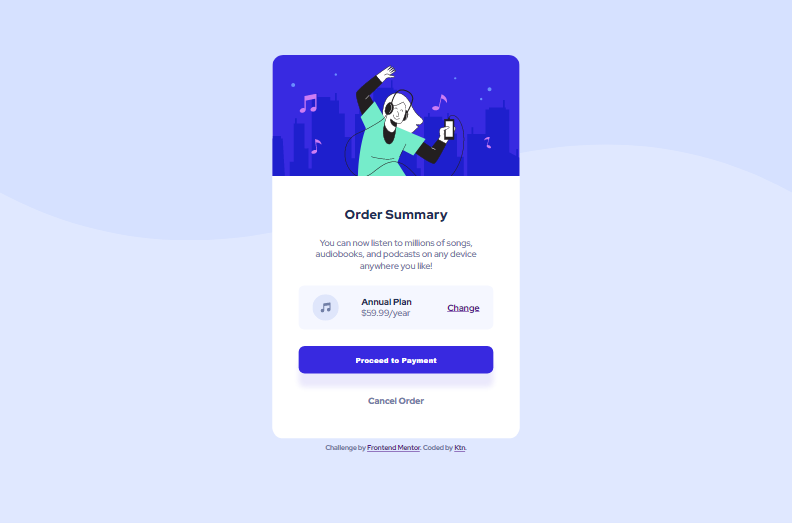 Order Summary
You can now listen to millions of songs,
audiobooks, and podcasts on any device
anywhere you like!
Annual Plan
$59.99/year
Change
Proceed to Payment
Cancel Order
Challenge by Frontend Mentor. Coded by Ktn.